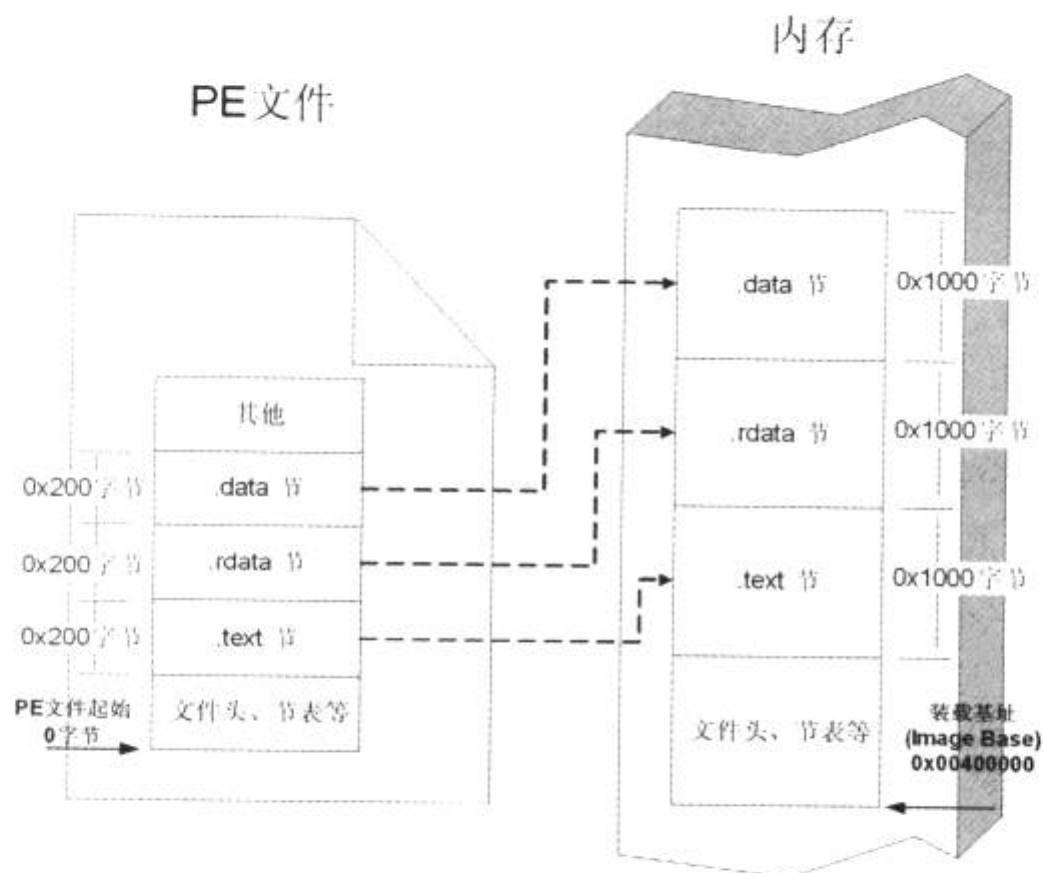 内存
PE文件
.data 节
0x1000字节
其他
.rdata 节
0x1000字节
0x200字节
.data 节
0x200字节
.rdata 节
.text 节
0x1000字节
0x200字节
.text 节
PE文件起始
0字节
文件头、节表等
文件头、节表等
装载基址
(Image Base)
0x00400000